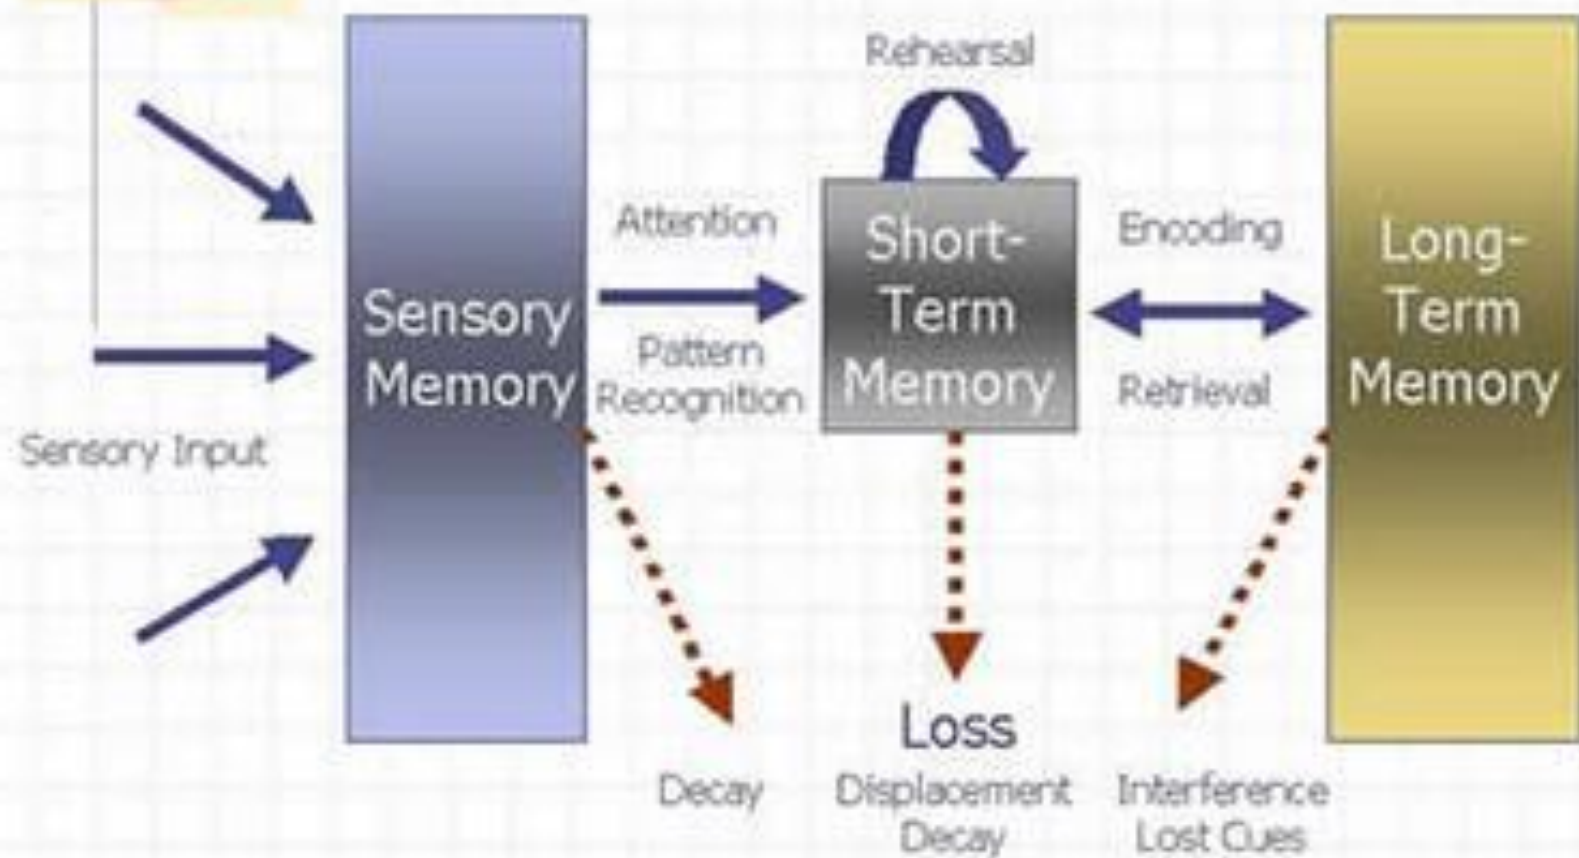 Sensory Input
Sensory
Memory
Attention
Pattern
Recognition
Rehearsal
Short-
Term
Memory
Encoding
Retrieval
Long-
Term
Memory
Loss
Decay
Displacement
Decay
Interference
Lost Cues